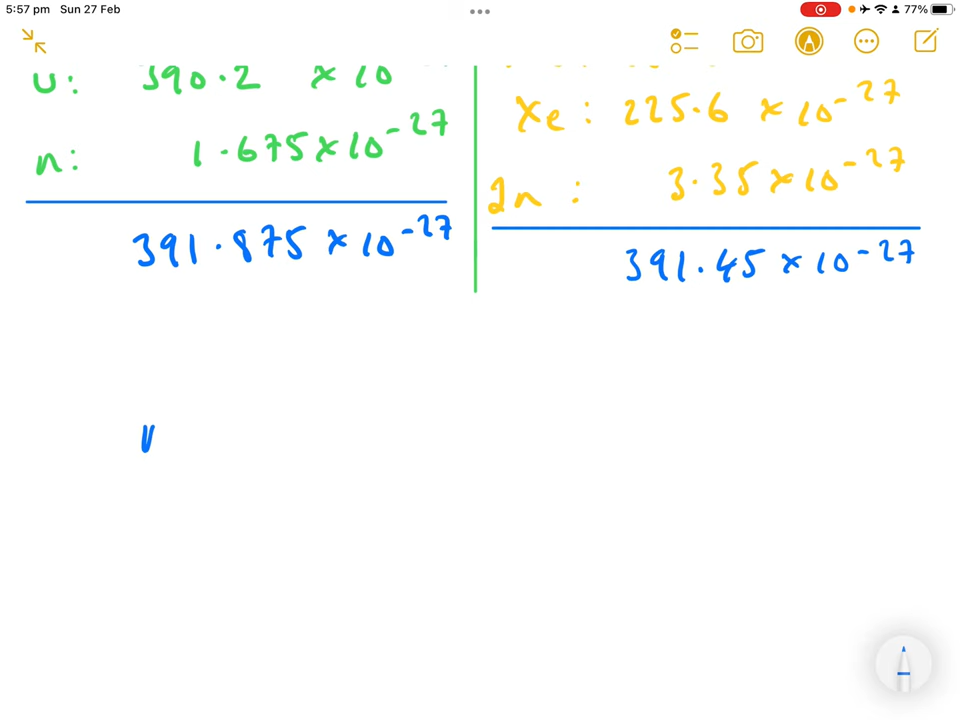 5:57 pm Sun 27 Feb
77%
u: 390.2 × 10
n: 1.675 × 10⁻²⁷
391.875 × 10⁻²⁷
Xe: 225.6 × 10⁻²⁷
2n: 3.35 × 10⁻²⁷
391.45 × 10⁻²⁷